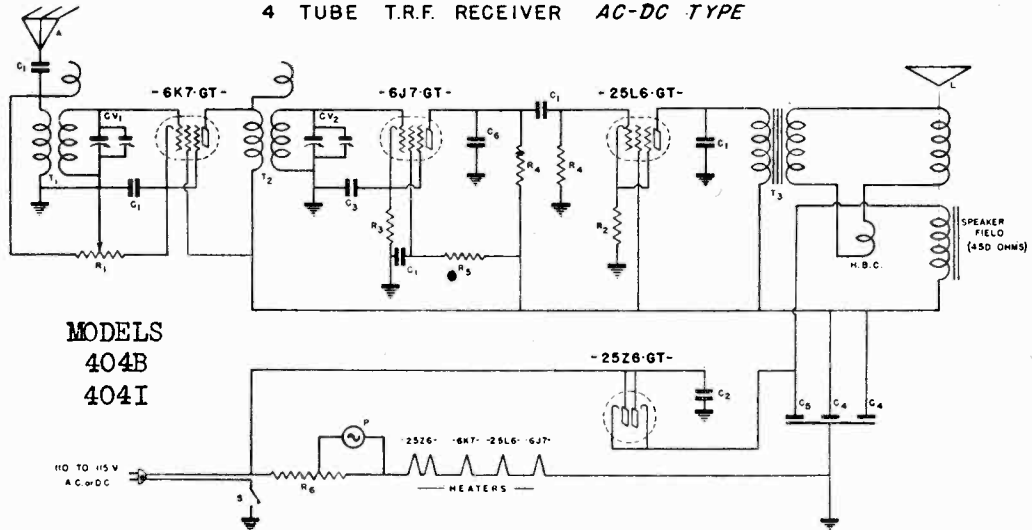 4 TUBE T.R.F. RECEIVER AC-DC TYPE
A
C1
-6K7·GT-
-6J7·GT-
C1
-25L6·GT-
L
CV1
CV2
C6
R4
R4
C1
T1
C1
T2
C3
R3
R2
T3
SPEAKER
FIELD
(450 OHMS)
R1
C1
R5
H.B.C.
MODELS
404B
404I
-25Z6·GT-
C2
C5
C4
C4
P
-25Z6- -6K7- -25L6- -6J7-
110 TO 115 V
A.C. or D.C.
R6
HEATERS
S